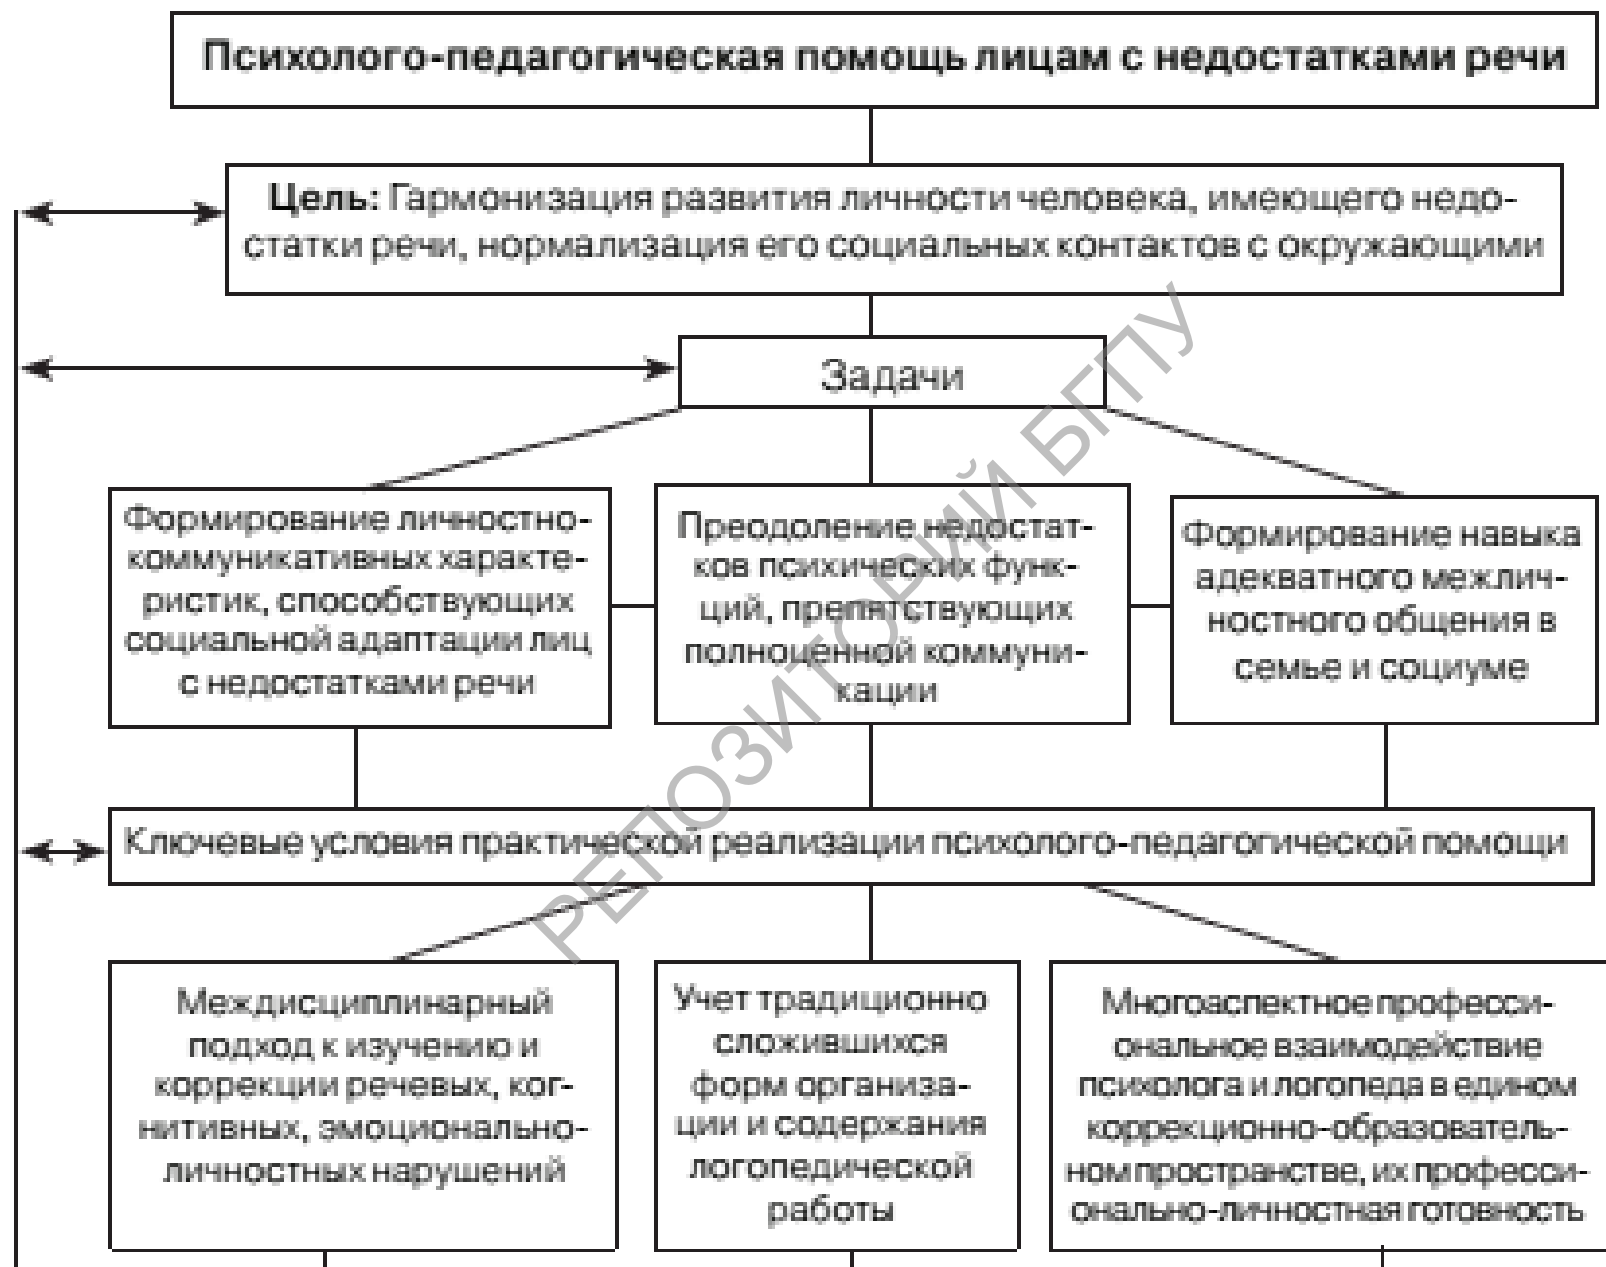 Психолого-педагогическая помощь лицам с недостатками речи
Цель: Гармонизация развития личности человека, имеющего недо-
статки речи, нормализация его социальных контактов с окружающими
Задачи
Формирование личностно-
коммуникативных характе-
ристик, способствующих
социальной адаптации лиц
с недостатками речи
Преодоление недостат-
ков психических функ-
ций, препятствующих
полноценной коммуни-
кации
Формирование навыка
адекватного межлич-
ностного общения в
семье и социуме
Ключевые условия практической реализации психолого-педагогической помощи
Междисциплинарный
подход к изучению и
коррекции речевых, ког-
нитивных, эмоционально-
личностных нарушений
Учет традиционно
сложившихся
форм организа-
ции и содержания
логопедической
работы
Многоаспектное професси-
ональное взаимодействие
психолога и логопеда в едином
коррекционно-образователь-
ном пространстве, их професси-
онально-личностная готовность
РЕПОЗИТОРИЙ БГПУ